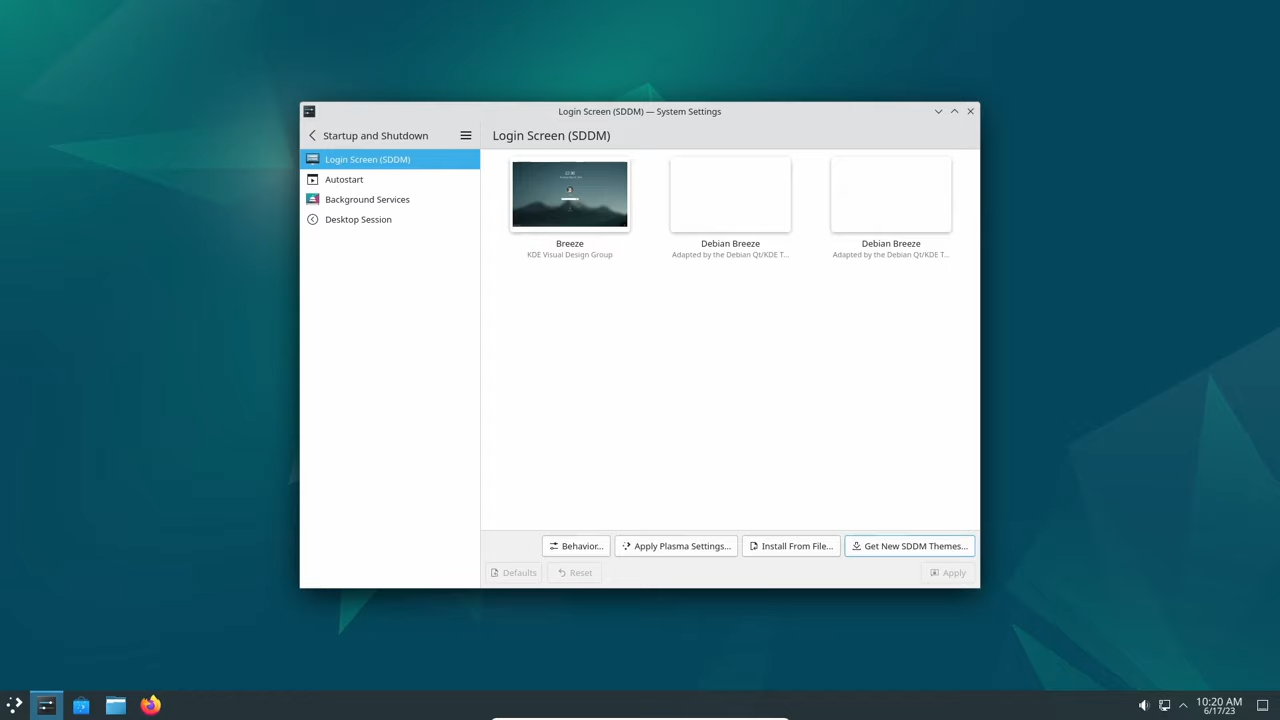 Login Screen (SDDM) — System Settings
Startup and Shutdown
Login Screen (SDDM)
Login Screen (SDDM)
Autostart
Background Services
Desktop Session
Breeze
KDE Visual Design Group
Debian Breeze
Adapted by the Debian Qt/KDE T...
Debian Breeze
Adapted by the Debian Qt/KDE T...
Behavior...
Apply Plasma Settings...
Install From File...
Get New SDDM Themes...
Defaults
Reset
Apply
10:20 AM
6/17/23